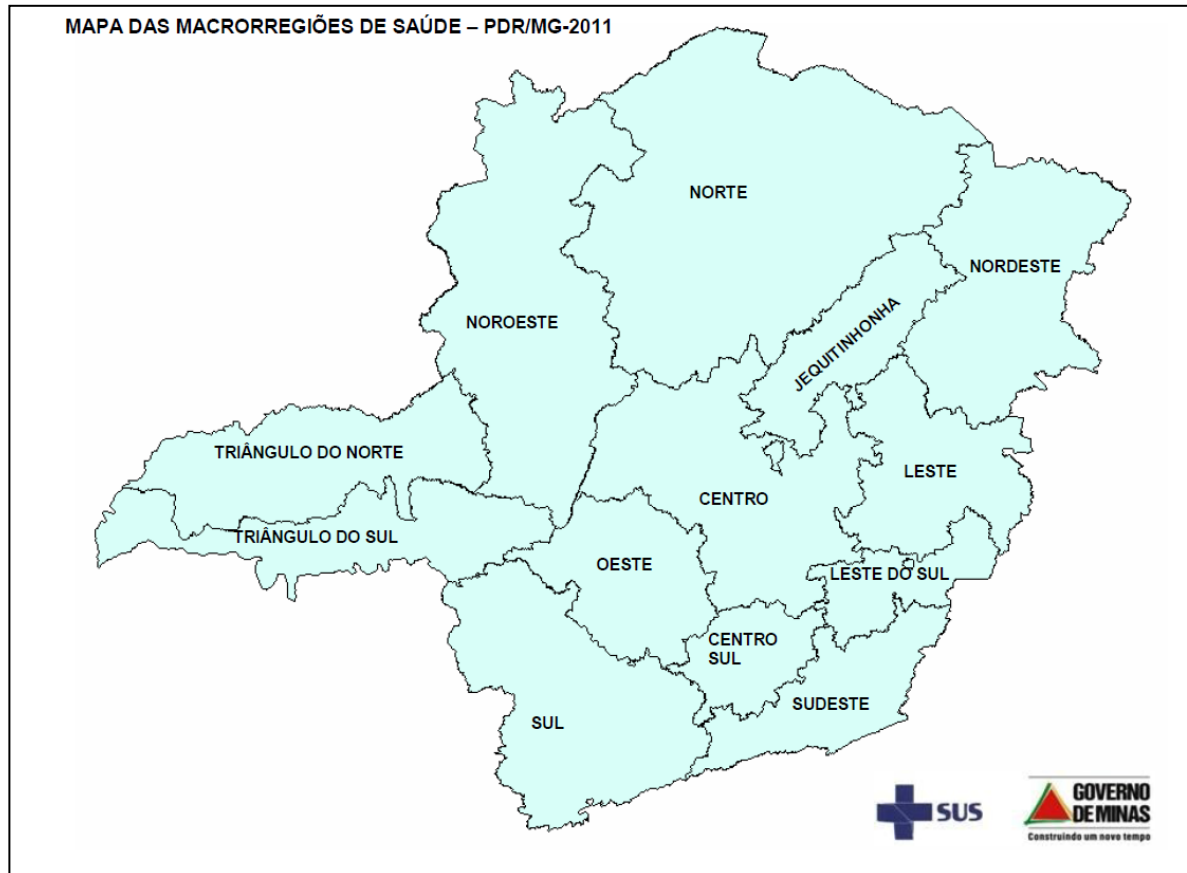 MAPA DAS MACRORREGIÕES DE SAÚDE – PDR/MG-2011
NORTE
NORDESTE
NOROESTE
JEQUITINHONHA
TRIÂNGULO DO NORTE
LESTE
CENTRO
TRIÂNGULO DO SUL
OESTE
LESTE DO SUL
CENTRO
SUL
SUDESTE
SUL
SUS
GOVERNO
DE MINAS
Construindo um novo tempo